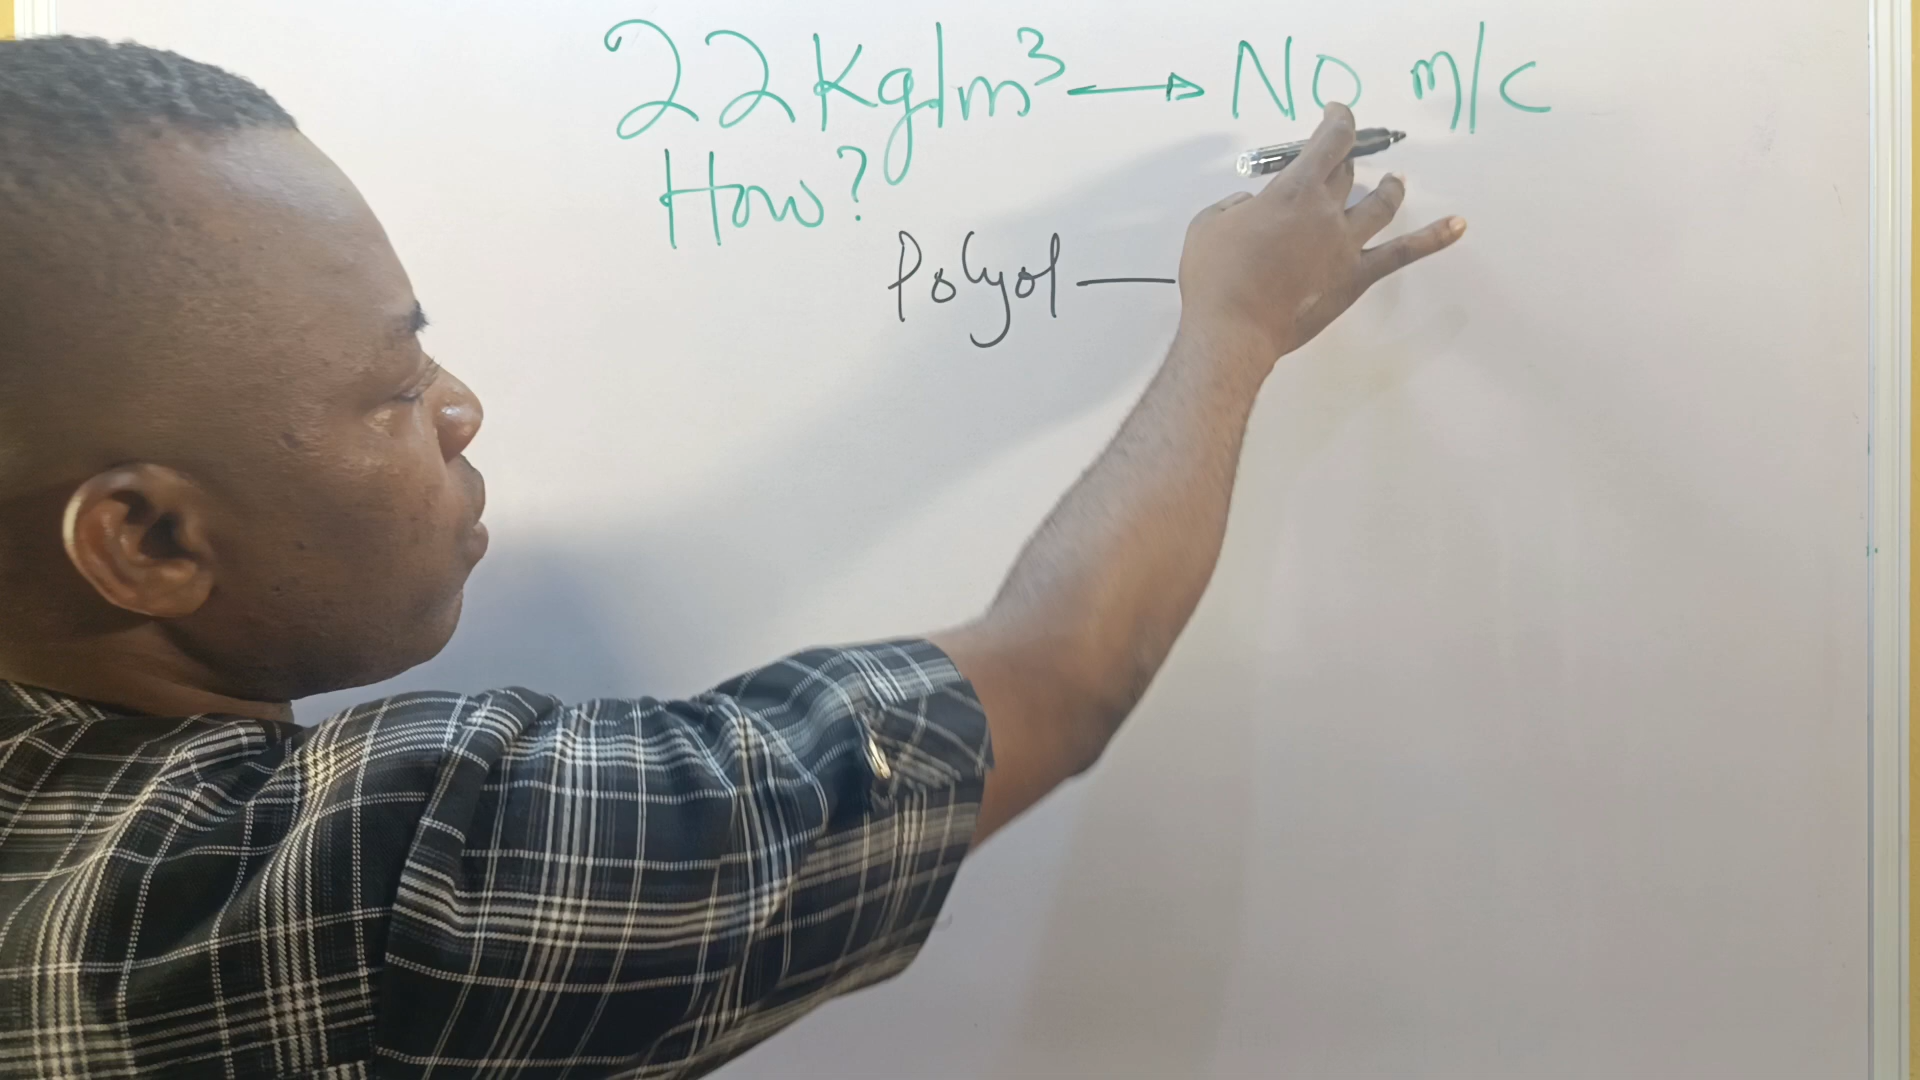 22Kg/m³ → NO m/c
How?
Polyol —